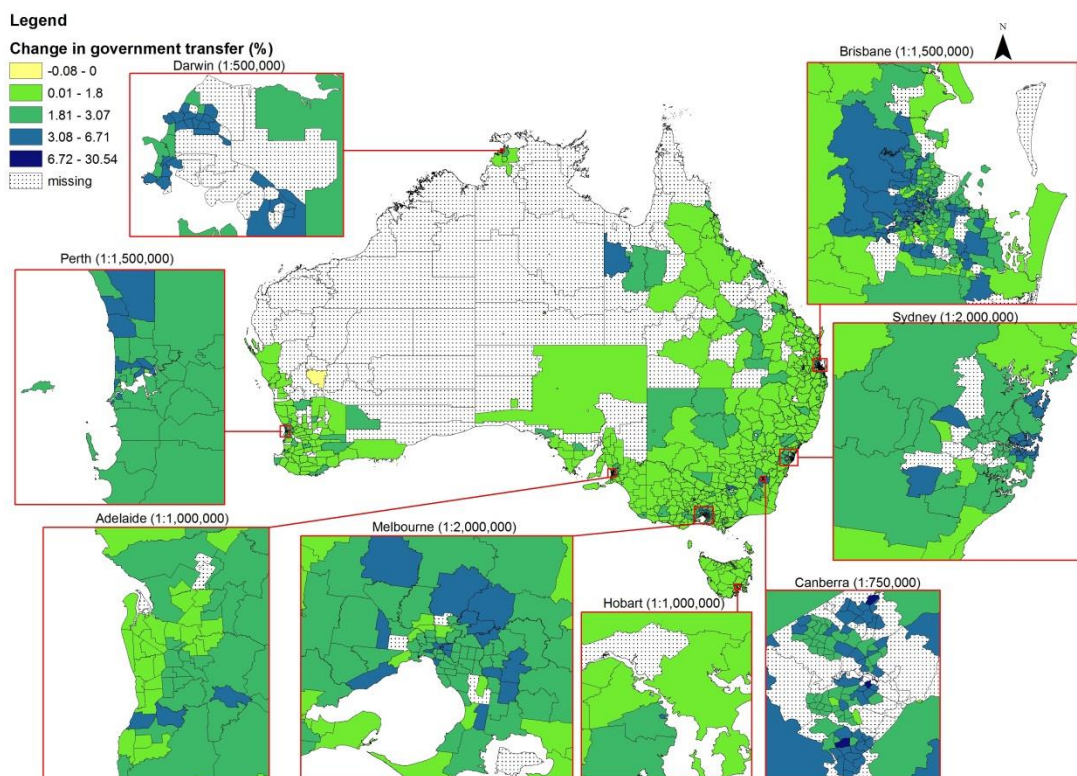 Legend
Change in government transfer (%)
-0.08 - 0
0.01 - 1.8
1.81 - 3.07
3.08 - 6.71
6.72 - 30.54
missing
Darwin (1:500,000)
N
Brisbane (1:1,500,000)
Perth (1:1,500,000)
Sydney (1:2,000,000)
Adelaide (1:1,000,000)
Melbourne (1:2,000,000)
Hobart (1:1,000,000)
Canberra (1:750,000)